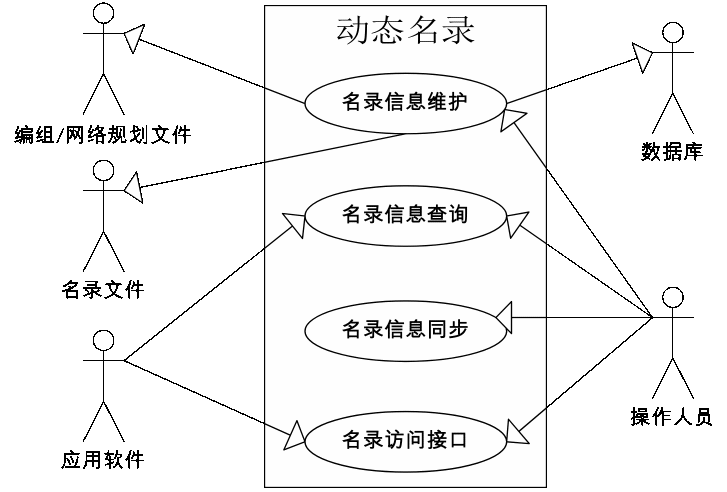 动态名录
名录信息维护
编组/网络规划文件
数据库
名录信息查询
名录文件
名录信息同步
操作人员
名录访问接口
应用软件